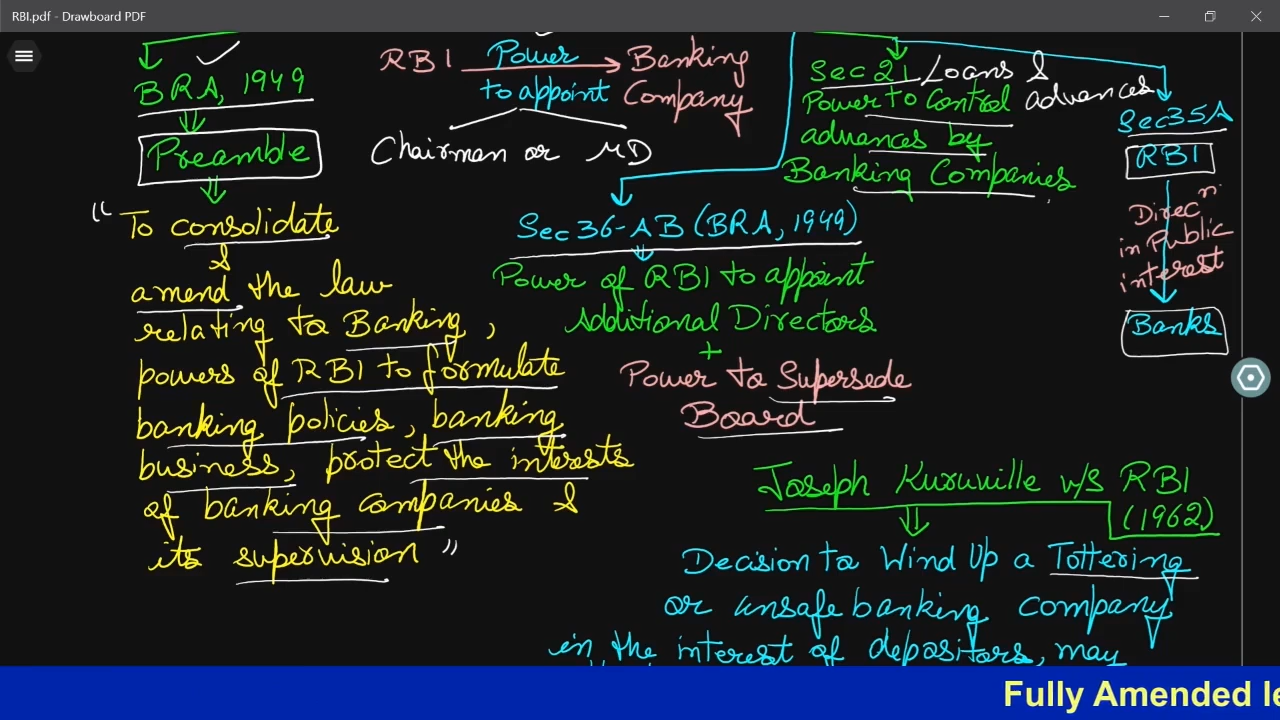 RBI.pdf - Drawboard PDF
BRA, 1949
Preamble
" To consolidate
&
amend the law
relating to Banking,
powers of RBI to formulate
banking policies, banking
business, protect the interests
of banking companies &
its supervision "
RBI Power to appoint Banking
Company
Chairman or MD
Sec 21 Loans &
advances
Power to Control
advances by
Banking Companies
Sec 35A
RBI
Direcⁿ
in Public
interest
Banks
Sec 36-AB (BRA, 1949)
Power of RBI to appoint
Additional Directors
+
Power to Supersede
Board
Joseph Kuruville v/s RBI
(1962)
Decision to Wind Up a Tottering
or unsafe banking company
in the interest of depositors, may
Fully Amended le